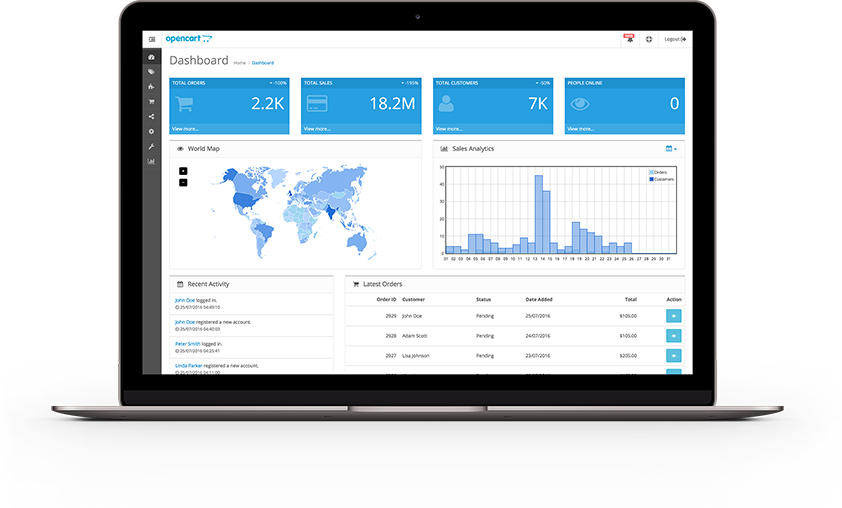 opencart
Logout
Dashboard Home / Dashboard
TOTAL ORDERS -100%
2.2K
View more...
TOTAL SALES -195%
18.2M
View more...
TOTAL CUSTOMERS -50%
7K
View more...
PEOPLE ONLINE
0
View more...
World Map
+
-
Sales Analytics
Orders
Customers
50
40
30
20
10
0
01 02 03 04 05 06 07 08 09 10 11 12 13 14 15 16 17 18 19 20 21 22 23 24 25 26 27 28 29 30 31
Recent Activity
John Doe logged in.
25/07/2016 04:49:10
John Doe registered a new account.
25/07/2016 04:40:03
Peter Smith logged in.
25/07/2016 04:25:41
Linda Parker registered a new account.
25/07/2016 04:11:00
Latest Orders
Order ID Customer Status Date Added Total Action
2929 John Doe Pending 25/07/2016 $105.00
2928 Adam Scott Pending 24/07/2016 $105.00
2927 Lisa Johnson Pending 23/07/2016 $205.00